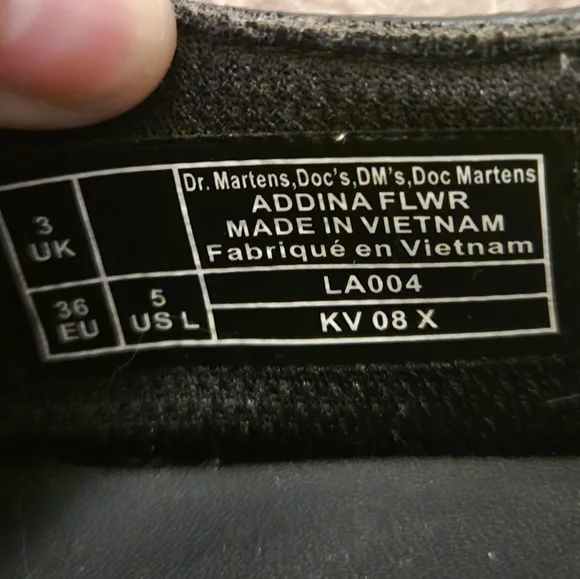 3
UK
36
EU
5
US L
Dr. Martens,Doc's,DM's,Doc Martens
ADDINA FLWR
MADE IN VIETNAM
Fabriqué en Vietnam
LA004
KV 08 X